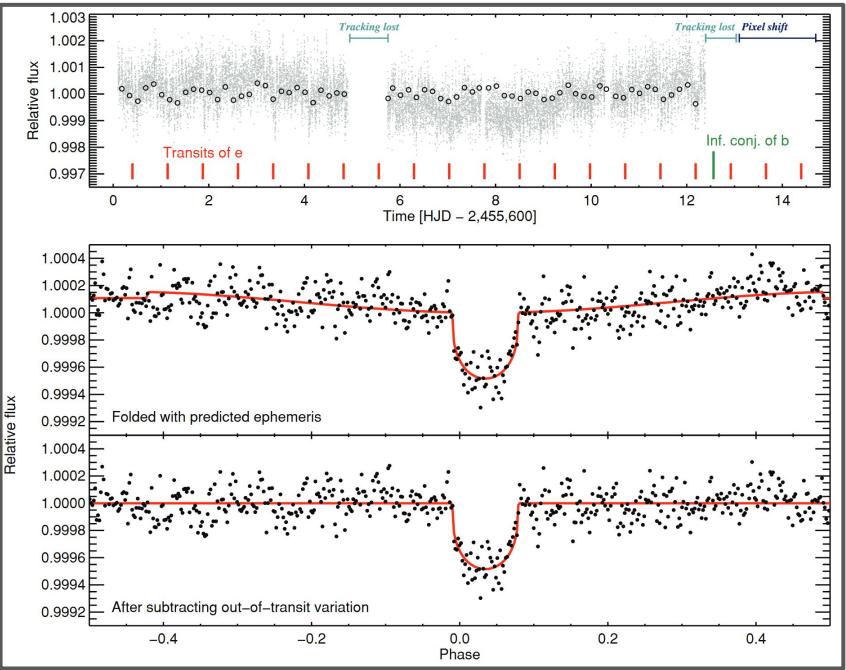 1.003
1.002
1.001
1.000
0.999
0.998
0.997
Relative flux
Tracking lost
Tracking lost
Pixel shift
Transits of e
Inf. conj. of b
0 2 4 6 8 10 12 14
Time [HJD − 2,455,600]
1.0004
1.0002
1.0000
0.9998
0.9996
0.9994
0.9992
Folded with predicted ephemeris
Relative flux
1.0004
1.0002
1.0000
0.9998
0.9996
0.9994
0.9992
After subtracting out−of−transit variation
−0.4 −0.2 0.0 0.2 0.4
Phase